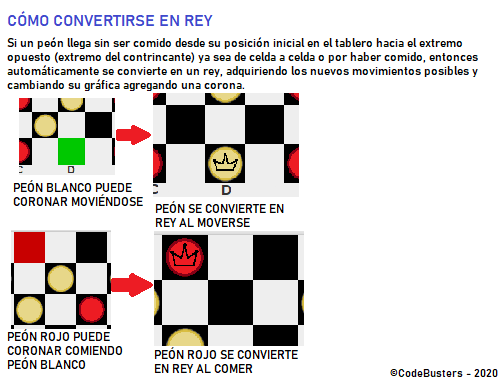 CÓMO CONVERTIRSE EN REY
Si un peón llega sin ser comido desde su posición inicial en el tablero hacia el extremo
opuesto (extremo del contrincante) ya sea de celda a celda o por haber comido, entonces
automáticamente se convierte en un rey, adquiriendo los nuevos movimientos posibles y
cambiando su gráfica agregando una corona.
C D
C D
PEÓN BLANCO PUEDE
CORONAR MOVIÉNDOSE
PEÓN SE CONVIERTE EN
REY AL MOVERSE
PEÓN ROJO PUEDE
CORONAR COMIENDO
PEÓN BLANCO
PEÓN ROJO SE CONVIERTE
EN REY AL COMER
©CodeBusters - 2020